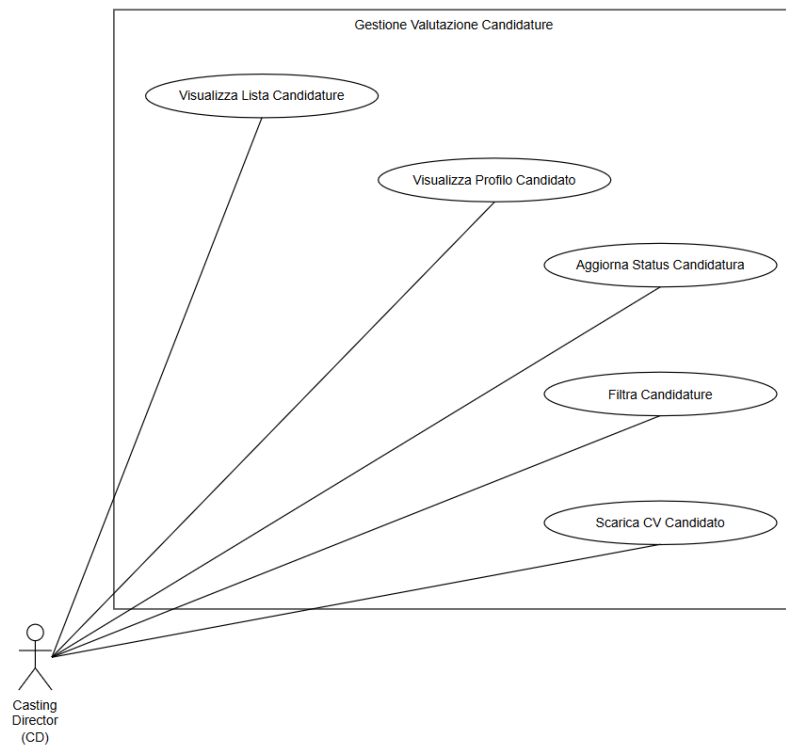 Gestione Valutazione Candidature
Visualizza Lista Candidature
Visualizza Profilo Candidato
Aggiorna Status Candidatura
Filtra Candidature
Scarica CV Candidato
Casting
Director
(CD)